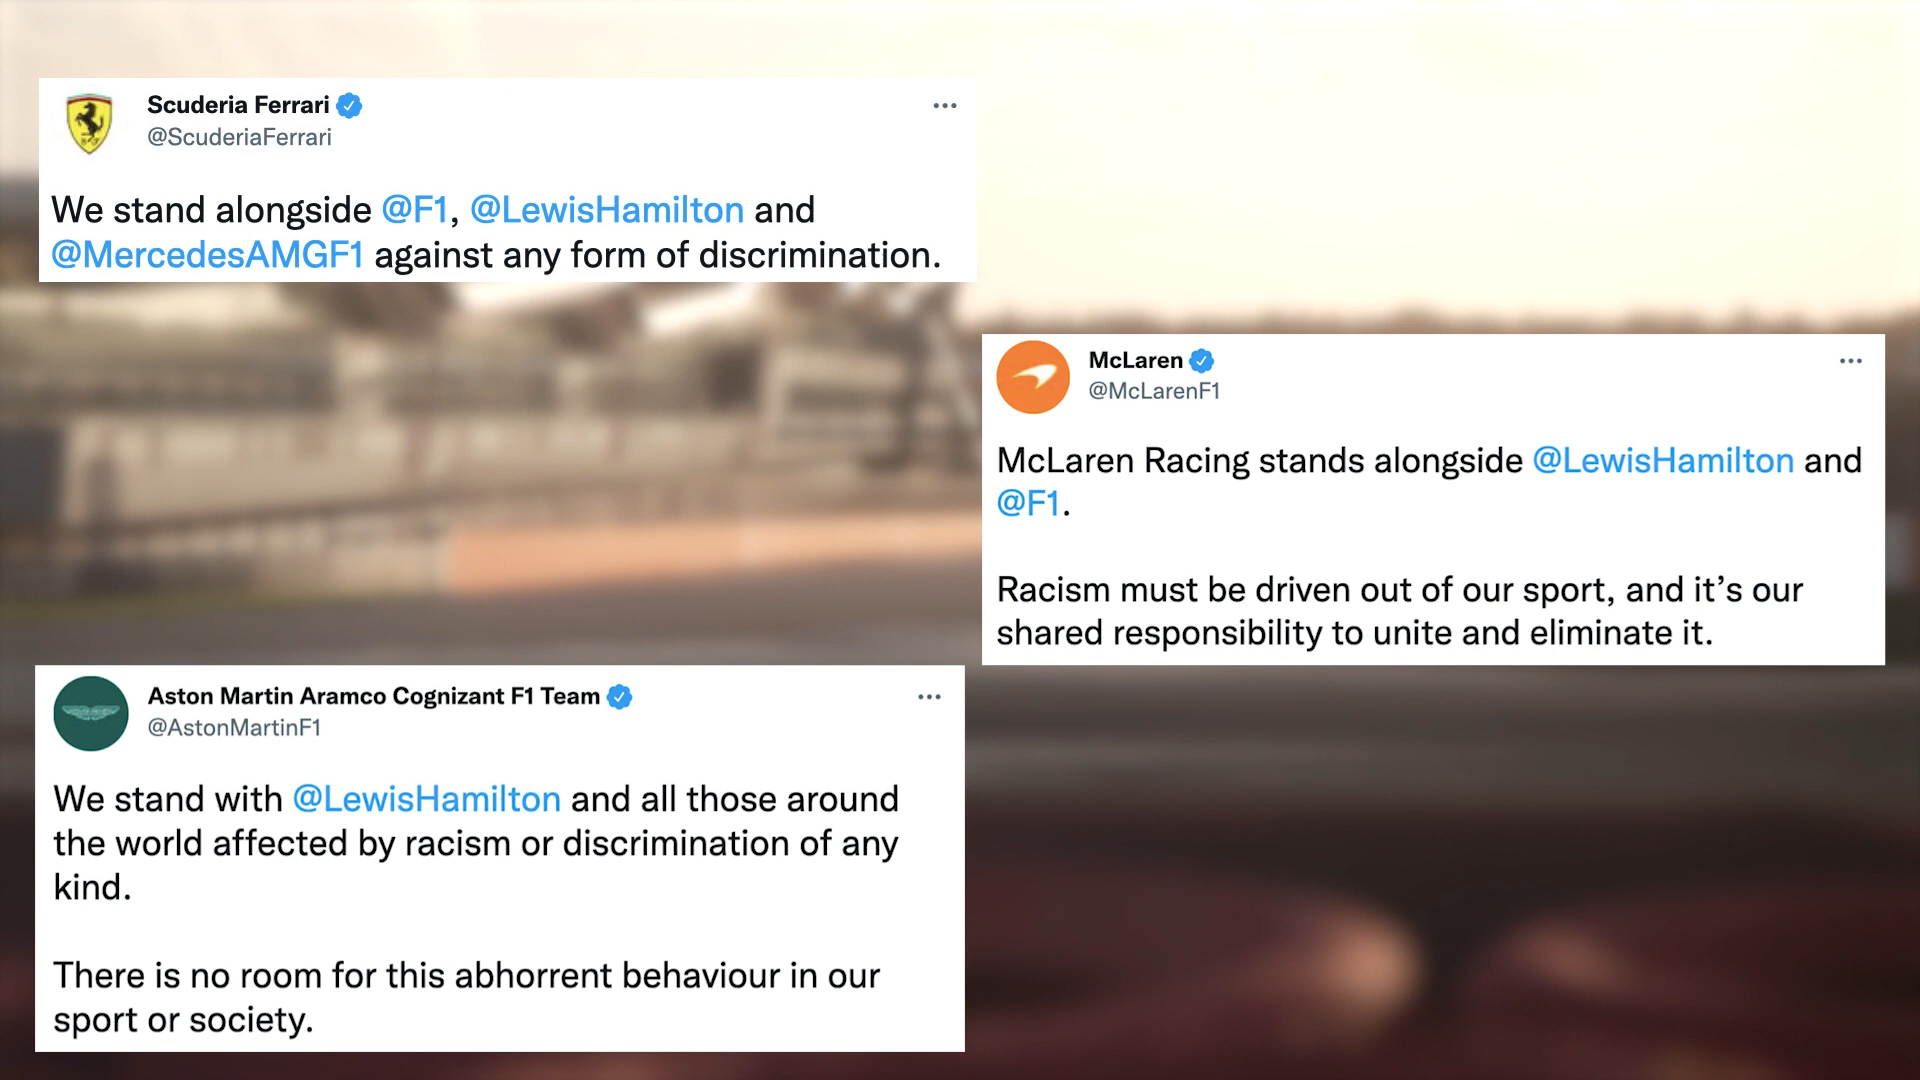 Scuderia Ferrari
@ScuderiaFerrari
We stand alongside @F1, @LewisHamilton and
@MercedesAMGF1 against any form of discrimination.
McLaren
@McLarenF1
McLaren Racing stands alongside @LewisHamilton and
@F1.
Racism must be driven out of our sport, and it’s our
shared responsibility to unite and eliminate it.
Aston Martin Aramco Cognizant F1 Team
@AstonMartinF1
We stand with @LewisHamilton and all those around
the world affected by racism or discrimination of any
kind.
There is no room for this abhorrent behaviour in our
sport or society.